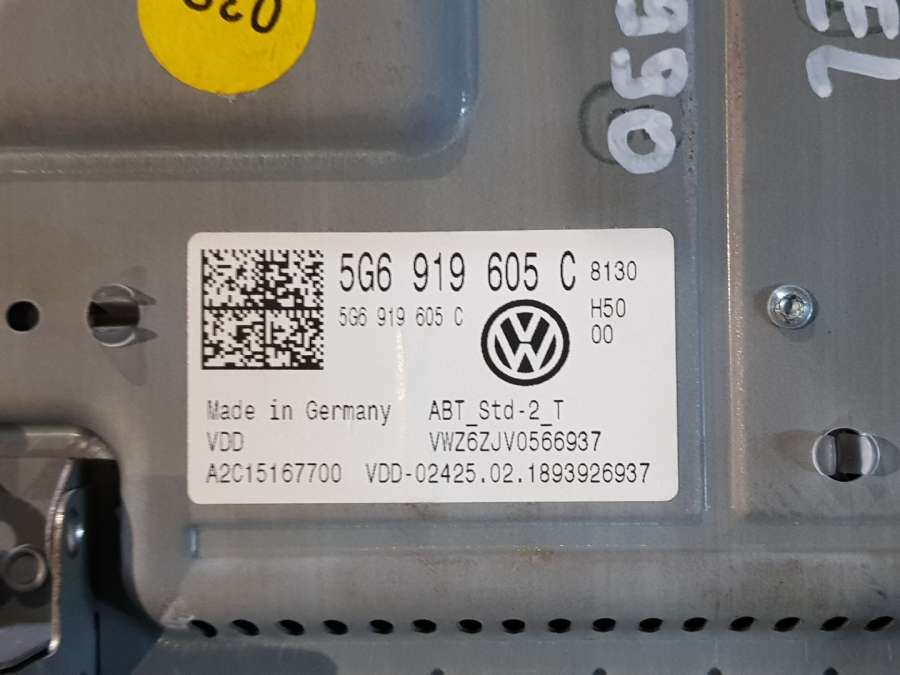 5G6 919 605 C 8130
5G6 919 605 C
H50
00
Made in Germany ABT_Std-2_T
VDD VWZ6ZJV0566937
A2C15167700 VDD-02425.02.1893926937